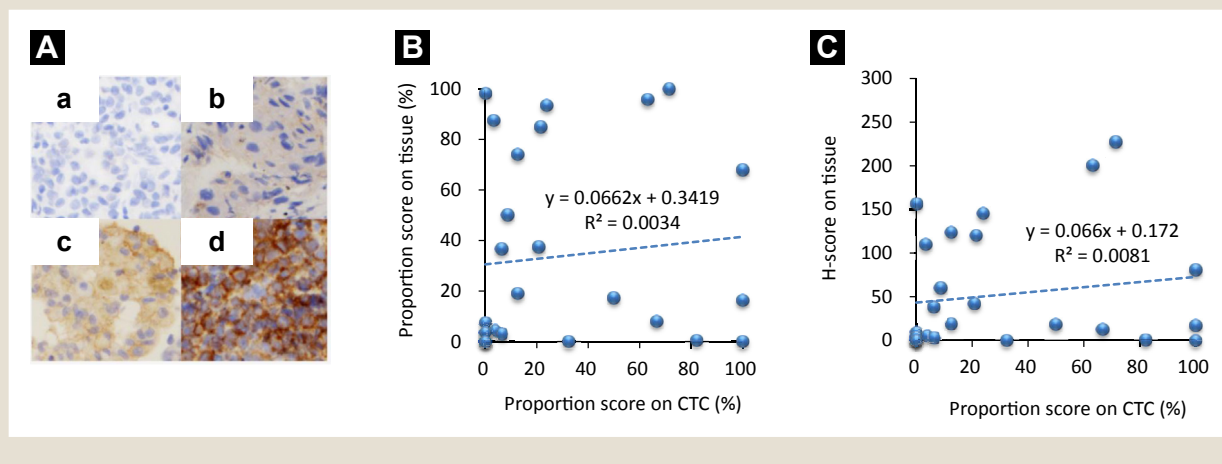 A
a
b
c
d
B
Proportion score on tissue (%)
100
80
60
40
20
0
y = 0.0662x + 0.3419
R² = 0.0034
0 20 40 60 80 100
Proportion score on CTC (%)
C
H-score on tissue
300
250
200
150
100
50
0
y = 0.066x + 0.172
R² = 0.0081
0 20 40 60 80 100
Proportion score on CTC (%)